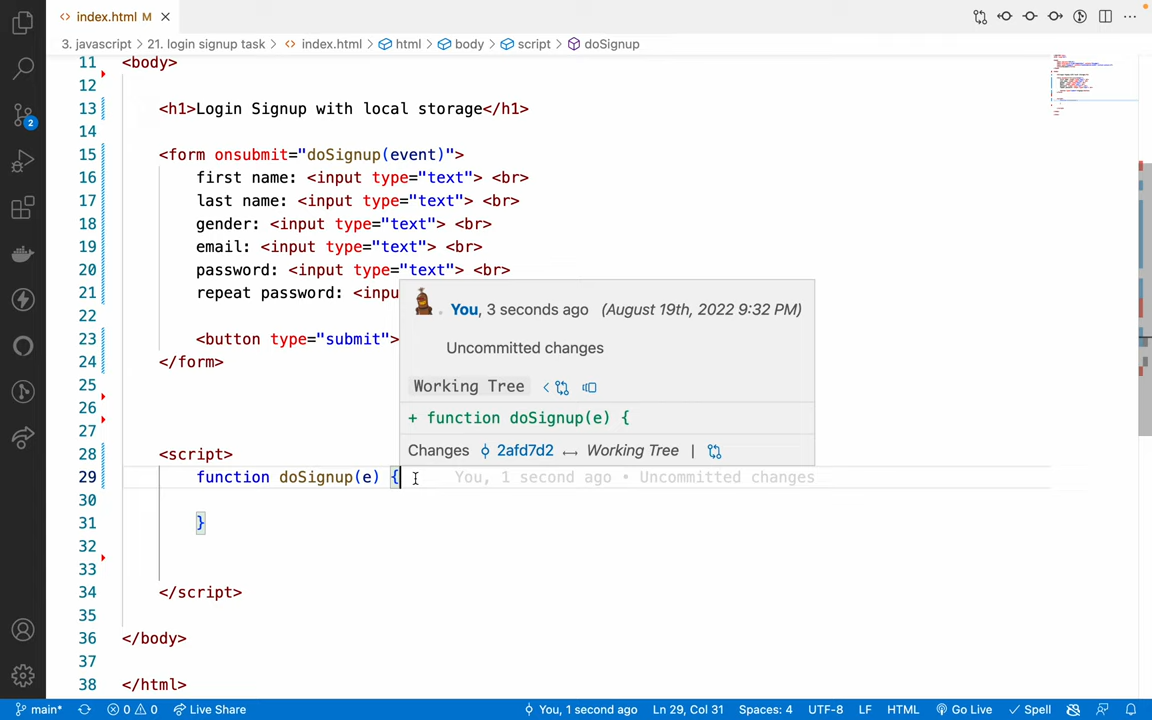 index.html M
3. javascript > 21. login signup task > <> index.html > html > body > script > doSignup
11 <body>
12
13 <h1>Login Signup with local storage</h1>
14
15 <form onsubmit="doSignup(event)">
16 first name: <input type="text"> <br>
17 last name: <input type="text"> <br>
18 gender: <input type="text"> <br>
19 email: <input type="text"> <br>
20 password: <input type="text"> <br>
21 repeat password: <inpu
You, 3 seconds ago (August 19th, 2022 9:32 PM)
22
23 <button type="submit">
Uncommitted changes
24 </form>
25
Working Tree
26
+ function doSignup(e) {
27
Changes 2afd7d2 ↔ Working Tree |
28 <script>
29 function doSignup(e) { You, 1 second ago • Uncommitted changes
30
31 }
32
33
34 </script>
35
36 </body>
37
38 </html>
2
main* 0 0 Live Share You, 1 second ago Ln 29, Col 31 Spaces: 4 UTF-8 LF HTML Go Live Spell